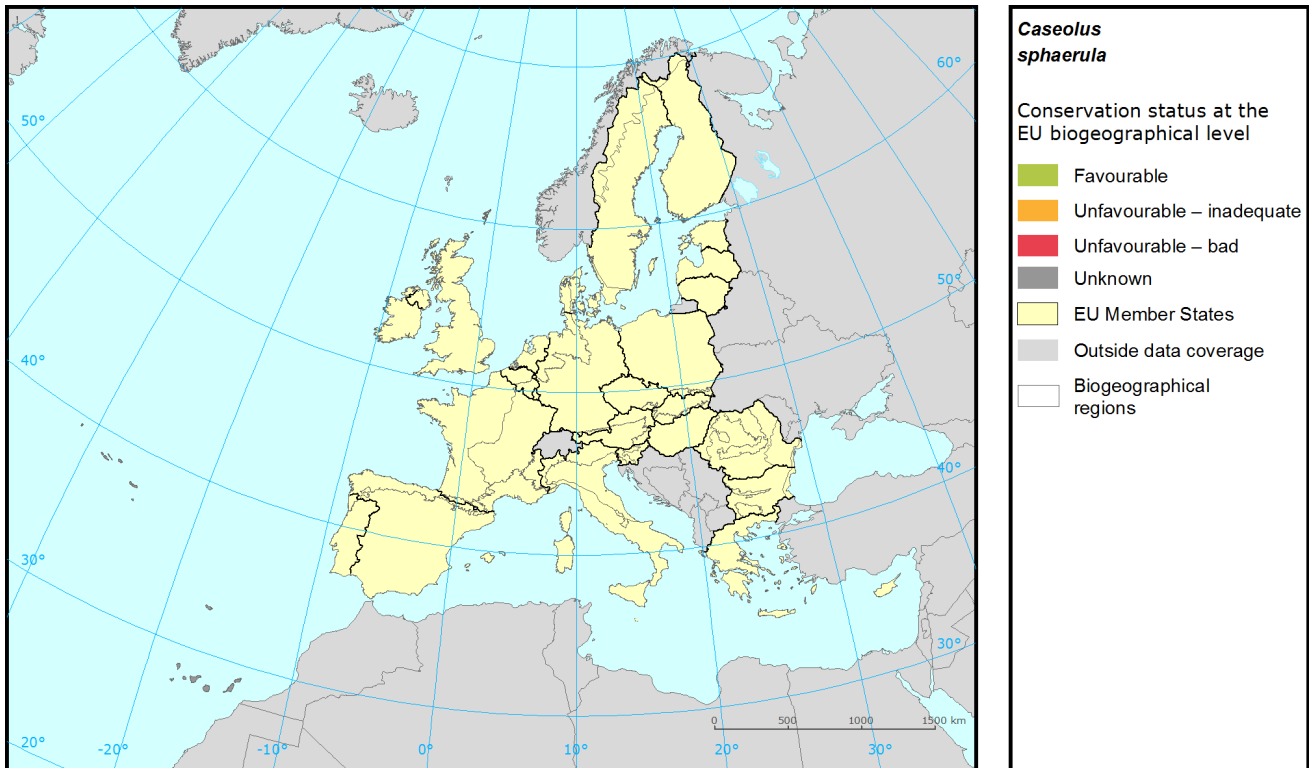 60°
50°
50°
40°
40°
30°
30°
0 500 1000 1500 km
20° -20° -10° 0° 10° 20° 30°
Caseolus
sphaerula
Conservation status at the
EU biogeographical level
Favourable
Unfavourable – inadequate
Unfavourable – bad
Unknown
EU Member States
Outside data coverage
Biogeographical
regions